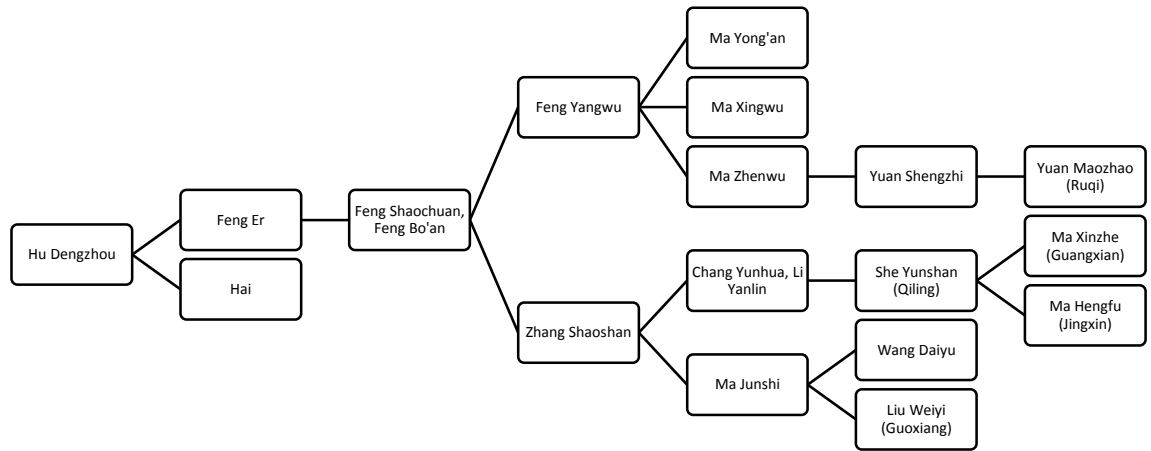 Hu Dengzhou
Feng Er
Hai
Feng Shaochuan,
Feng Bo'an
Feng Yangwu
Zhang Shaoshan
Ma Yong'an
Ma Xingwu
Ma Zhenwu
Chang Yunhua, Li
Yanlin
Ma Junshi
Yuan Shengzhi
She Yunshan
(Qiling)
Wang Daiyu
Liu Weiyi
(Guoxiang)
Yuan Maozhao
(Ruqi)
Ma Xinzhe
(Guangxian)
Ma Hengfu
(Jingxin)